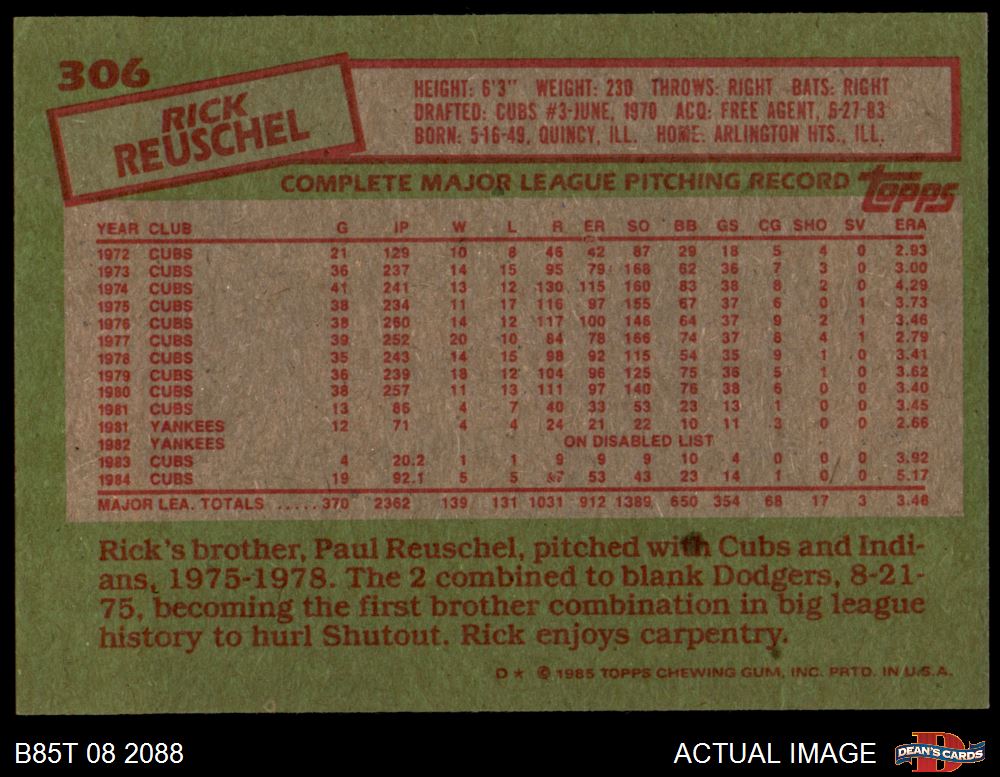 306
RICK
REUSCHEL
HEIGHT: 6'3" WEIGHT: 230 THROWS: RIGHT BATS: RIGHT
DRAFTED: CUBS #3-JUNE, 1970 ACQ: FREE AGENT, 6-27-83
BORN: 5-16-49, QUINCY, ILL. HOME: ARLINGTON HTS., ILL.
COMPLETE MAJOR LEAGUE PITCHING RECORD topps
YEAR CLUB G IP W L R ER SO BB GS CG SHO SV ERA
1972 CUBS 21 129 10 8 46 42 87 29 18 5 4 0 2.93
1973 CUBS 36 237 14 15 95 79 168 62 36 7 3 0 3.00
1974 CUBS 41 241 13 12 130 115 160 83 38 8 2 0 4.29
1975 CUBS 38 234 11 17 116 97 155 67 37 6 0 1 3.73
1976 CUBS 38 260 14 12 117 100 146 64 37 9 2 1 3.46
1977 CUBS 39 252 20 10 84 78 166 74 37 8 4 1 2.79
1978 CUBS 35 243 14 15 98 92 115 54 35 9 1 0 3.41
1979 CUBS 36 239 18 12 104 96 125 75 36 5 1 0 3.62
1980 CUBS 38 257 11 13 111 97 140 76 38 6 0 0 3.40
1981 CUBS 13 86 4 7 40 33 53 23 13 1 0 0 3.45
1981 YANKEES 12 71 4 4 24 21 22 10 11 3 0 0 2.66
1982 YANKEES ON DISABLED LIST
1983 CUBS 4 20.2 1 1 9 9 9 10 4 0 0 0 3.92
1984 CUBS 19 92.1 5 5 53 43 23 14 1 0 0 5.17
MAJOR LEA. TOTALS ..... 370 2362 139 131 1031 912 1389 650 354 68 17 3 3.48
Rick's brother, Paul Reuschel, pitched with Cubs and Indi-
ans, 1975-1978. The 2 combined to blank Dodgers, 8-21-
75, becoming the first brother combination in big league
history to hurl Shutout. Rick enjoys carpentry.
D * © 1985 TOPPS CHEWING GUM, INC. PRTD. IN U.S.A.
B85T 08 2088 ACTUAL IMAGE D DEAN'S CARDS